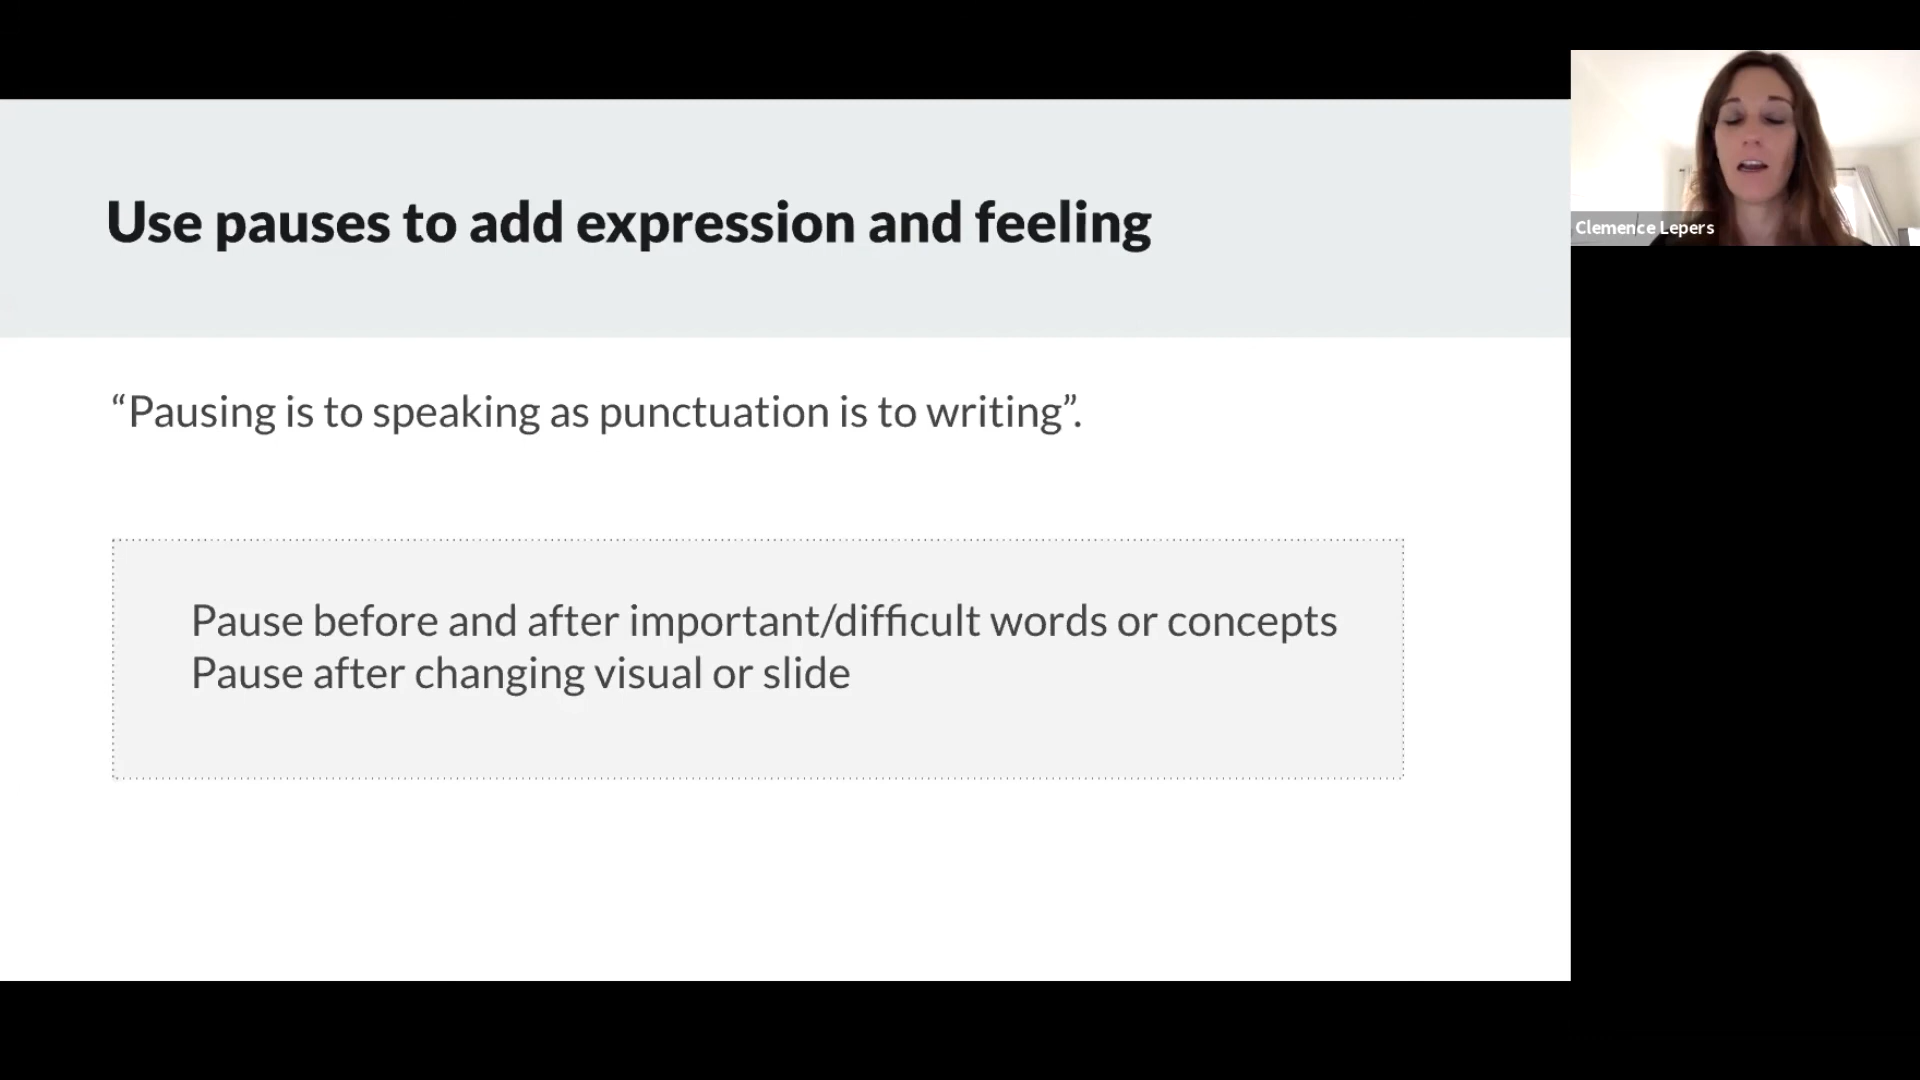 Use pauses to add expression and feeling
Clemence Lepers
“Pausing is to speaking as punctuation is to writing”.
Pause before and after important/difficult words or concepts
Pause after changing visual or slide